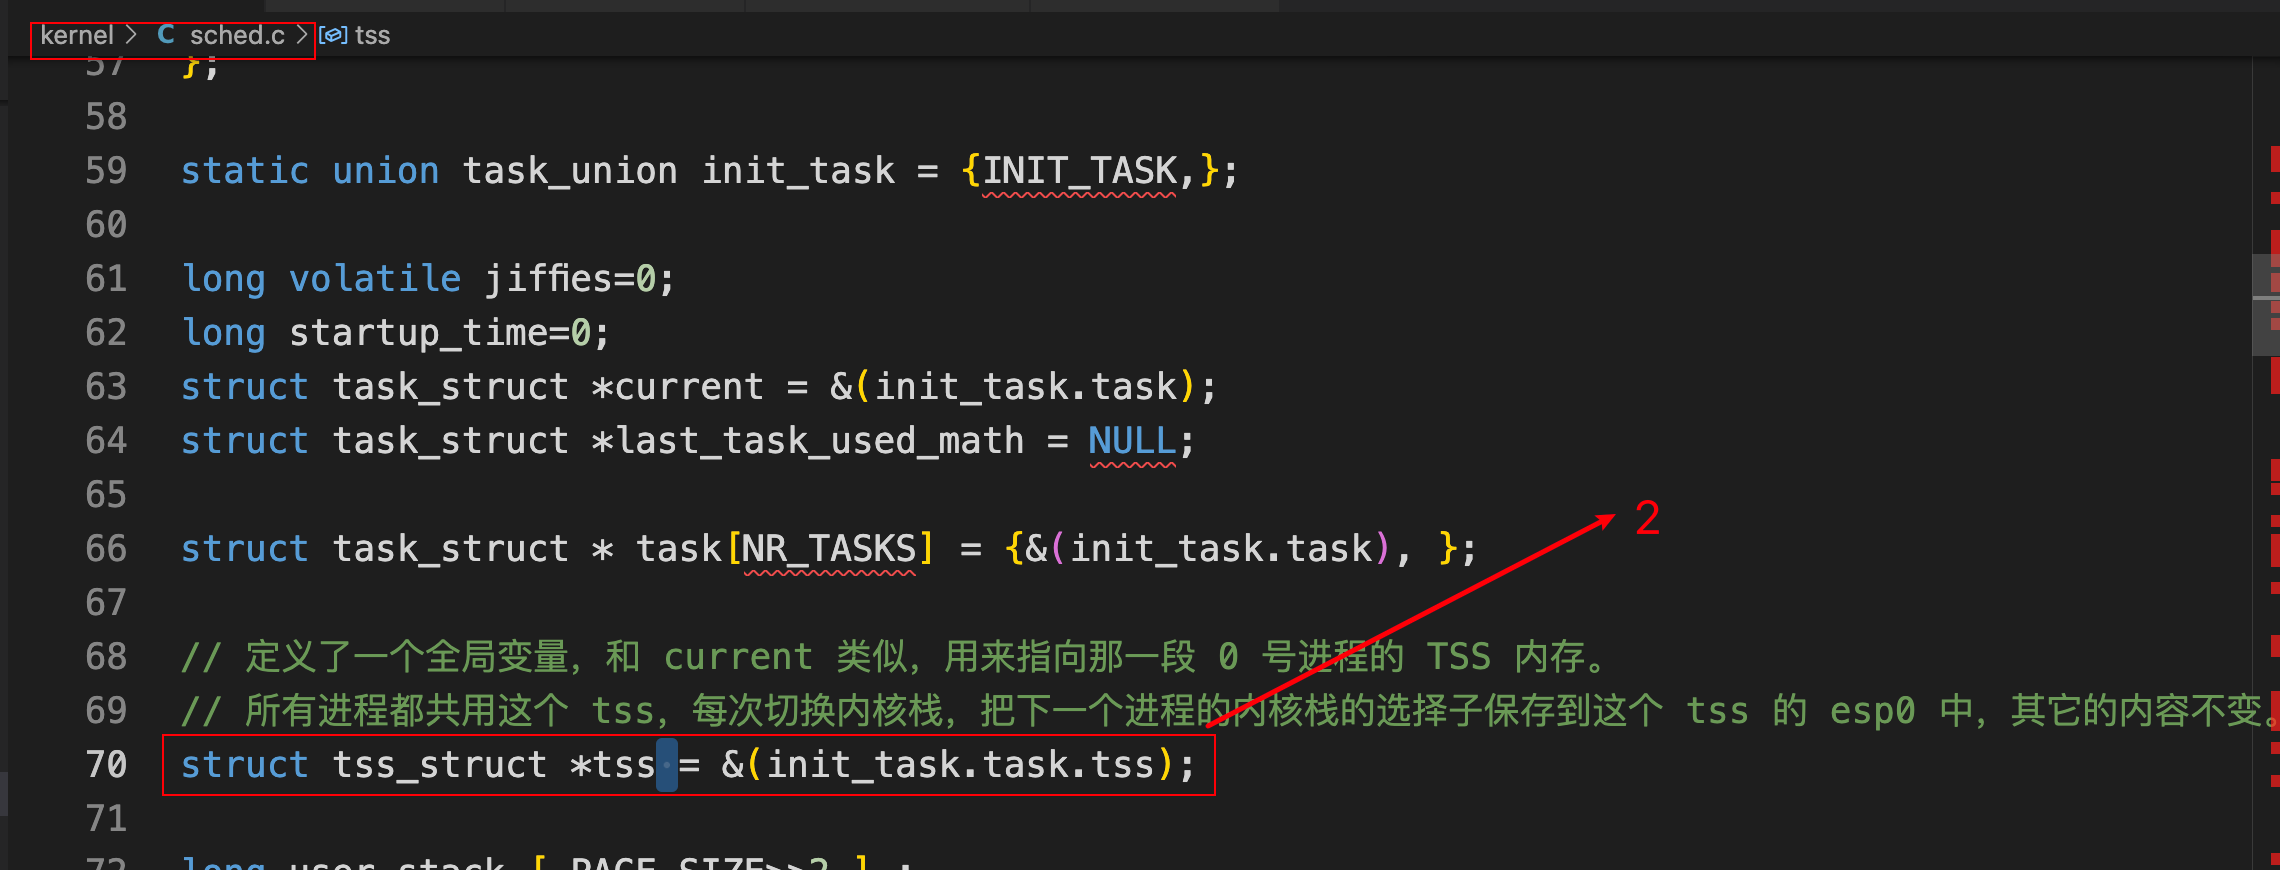 kernel > C sched.c > tss
57 };
58
59 static union task_union init_task = {INIT_TASK,};
60
61 long volatile jiffies=0;
62 long startup_time=0;
63 struct task_struct *current = &(init_task.task);
64 struct task_struct *last_task_used_math = NULL;
65
66 struct task_struct * task[NR_TASKS] = {&(init_task.task), };
67
68 // 定义了一个全局变量，和 current 类似，用来指向那一段 0 号进程的 TSS 内存。
69 // 所有进程都共用这个 tss，每次切换内核栈，把下一个进程的内核栈的选择子保存到这个 tss 的 esp0 中，其它的内容不变。
70 struct tss_struct *tss = &(init_task.task.tss);
71
72 long user_stack [ PAGE_SIZE>>2 ] ;
2